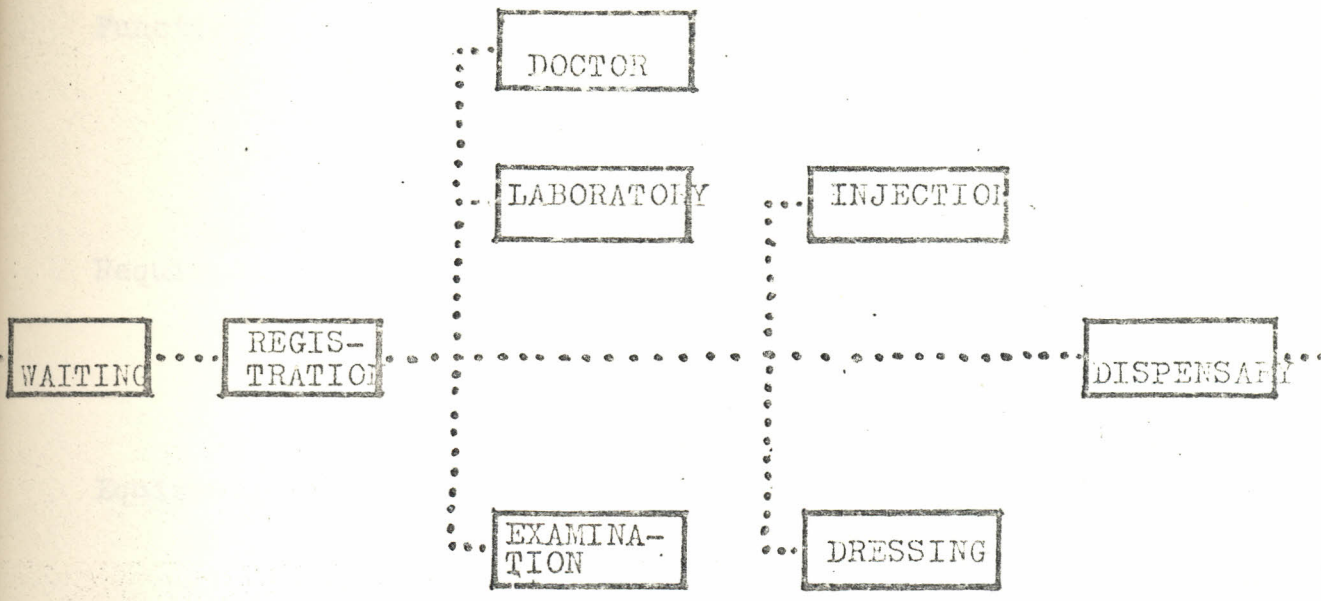 DOCTOR
LABORATORY
INJECTION
WAITING
REGIS-
TRATION
DISPENSARY
EXAMINA-
TION
DRESSING